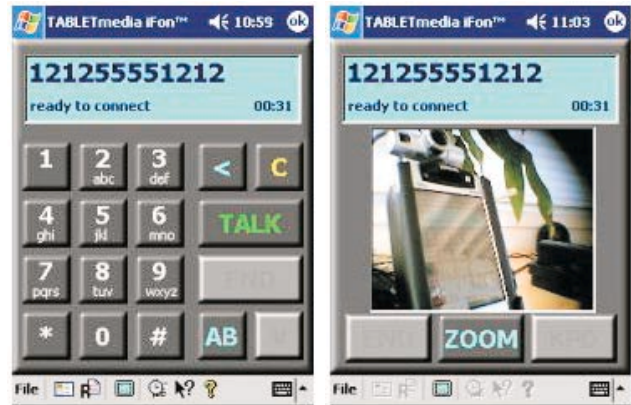 TABLETmedia iFon™ 10:59 ok
121255551212
ready to connect 00:31
1 2 3 < C
abc def
4 5 6 TALK
ghi jkl mno
7 8 9 END
pqrs tuv wxyz
* 0 # AB V
File
TABLETmedia iFon™ 11:03 ok
121255551212
ready to connect 00:31
END ZOOM KPD
File